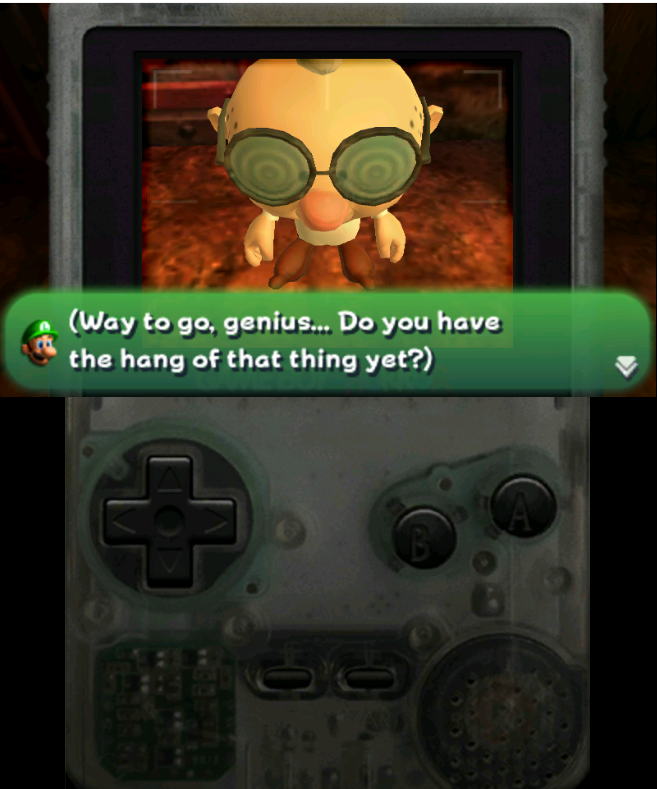 (Way to go, genius... Do you have
the hang of that thing yet?)
B
A